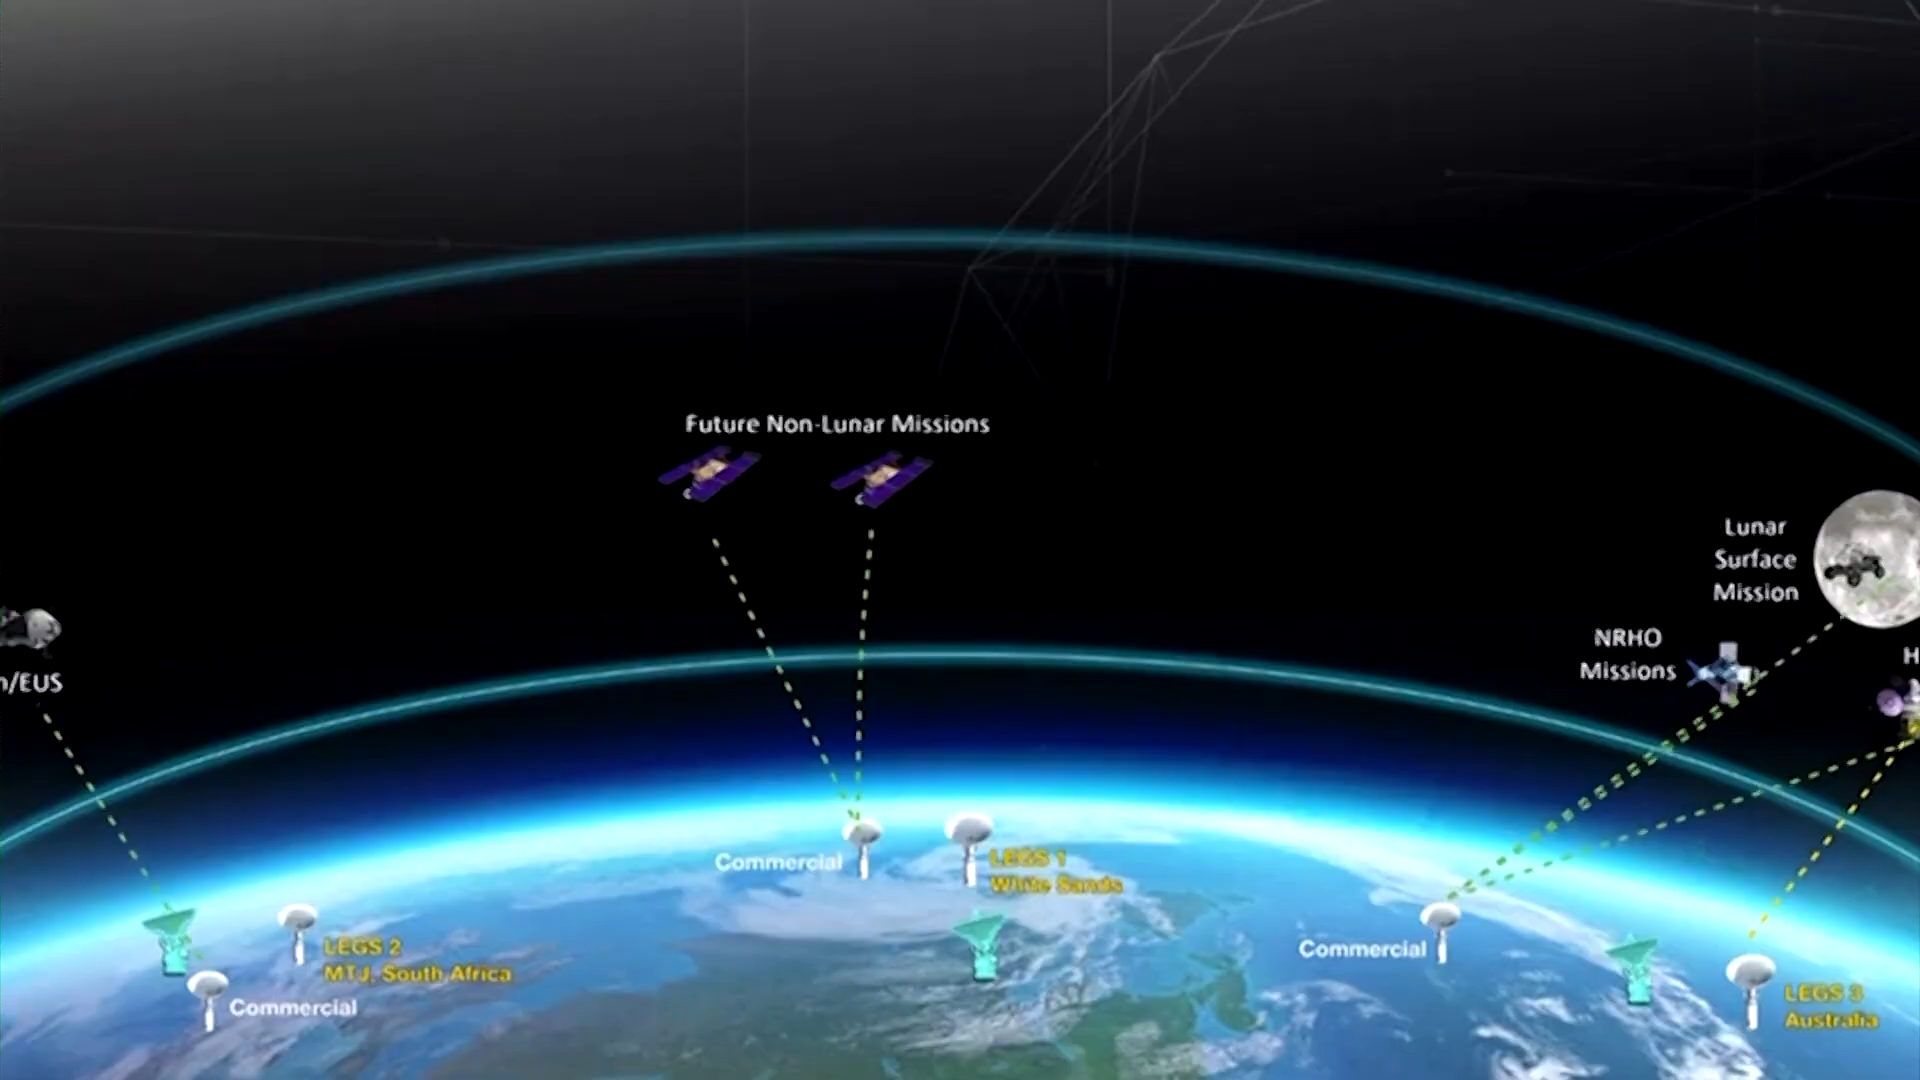 Future Non-Lunar Missions
Lunar
Surface
Mission
NRHO
Missions
n/EUS
H
Commercial
LEGS 1
White Sands
LEGS 2
MTJ, South Africa
Commercial
Commercial
LEGS 3
Australia